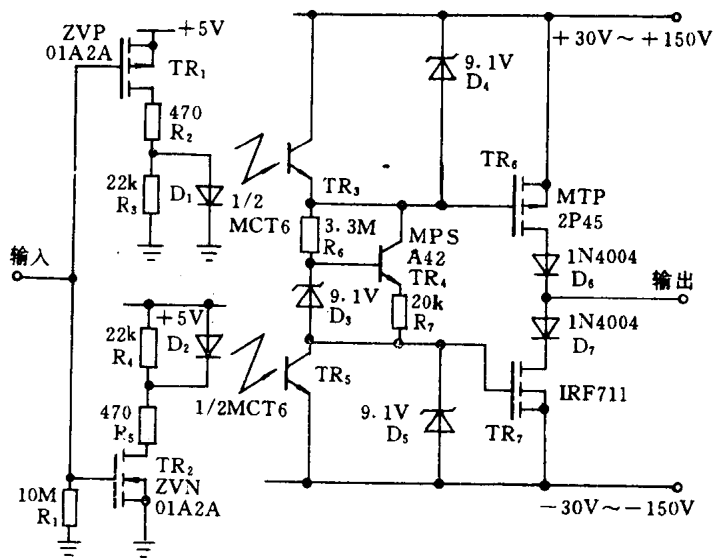 ZVP
01A2A
+5V
TR₁
470
R₂
22k
R₃
D₁
1/2
MCT6
输入
+5V
22k
R₄
D₂
470
R₅
1/2MCT6
TR₂
ZVN
01A2A
10M
R₁
+30V～+150V
9.1V
D₄
TR₃
TR₆
MTP
2P45
3.3M
R₆
MPS
A42
TR₄
1N4004
D₆
输出
9.1V
D₃
20k
R₇
1N4004
D₇
TR₅
IRF711
9.1V
D₅
TR₇
−30V～−150V